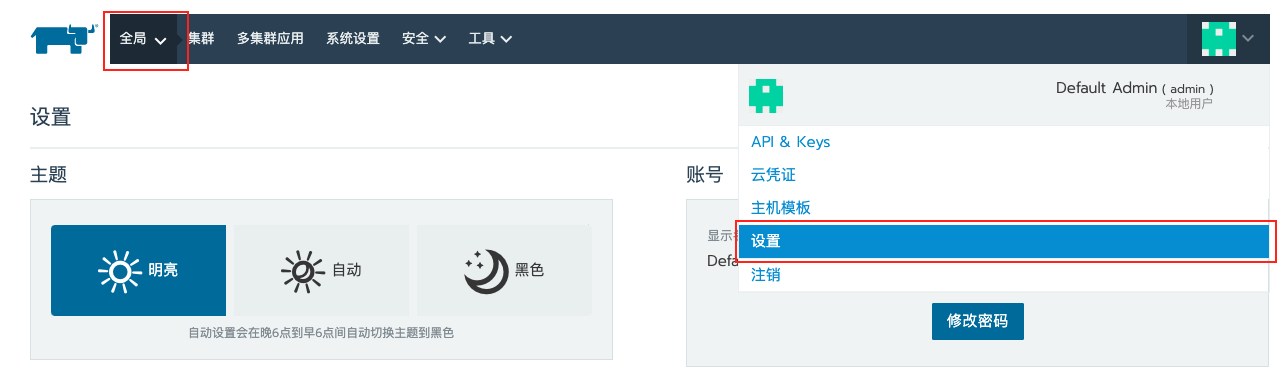 全局 集群 多集群应用 系统设置 安全 工具
Default Admin ( admin )
本地用户
设置
API & Keys
云凭证
主机模板
设置
注销
主题
账号
明亮 自动 黑色
自动设置会在晚6点到早6点间自动切换主题到黑色
显示
Defa
修改密码